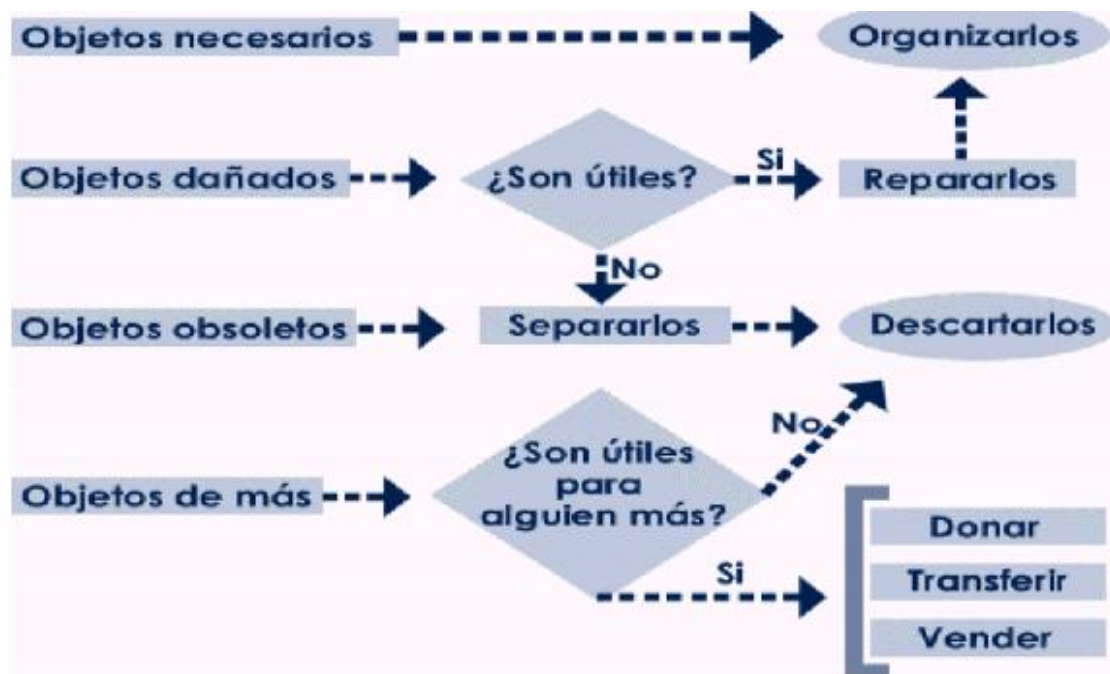 Objetos necesarios
Organizarlos
Objetos dañados
¿Son útiles?
Si
Repararlos
No
Objetos obsoletos
Separarlos
Descartarlos
No
Objetos de más
¿Son útiles
para
alguien más?
Si
Donar
Transferir
Vender